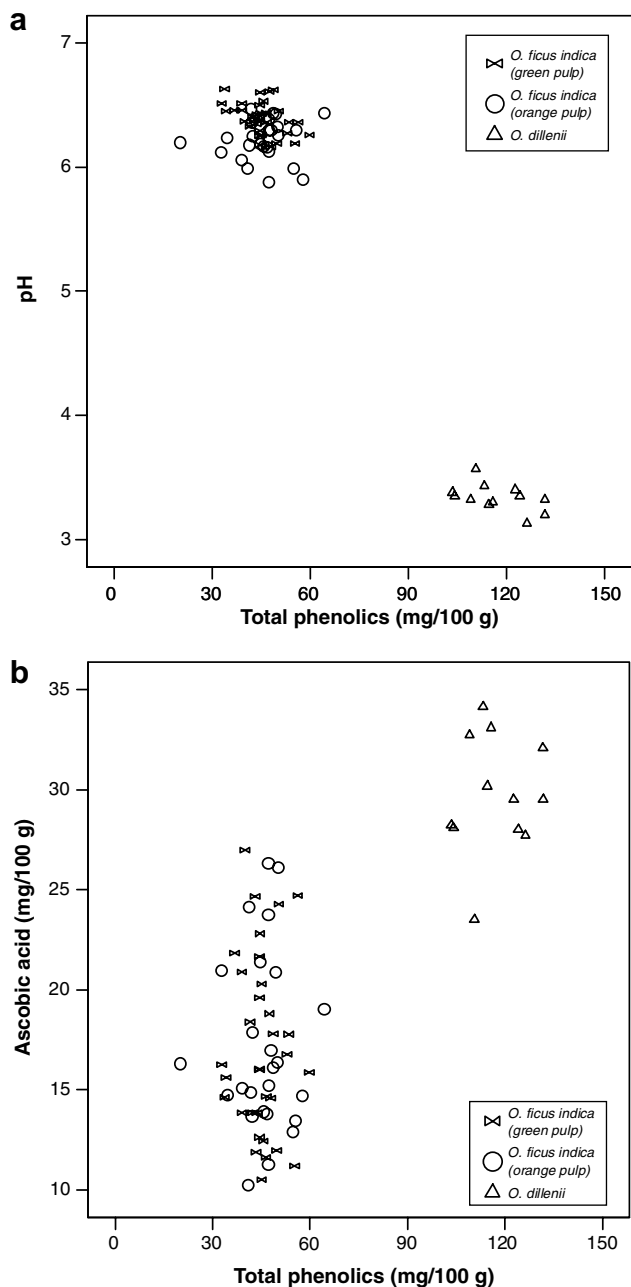 a
7
6
5
4
3
pH
O. ficus indica
(green pulp)
O. ficus indica
(orange pulp)
O. dillenii
0 30 60 90 120 150
Total phenolics (mg/100 g)
b
35
30
25
20
15
10
Ascobic acid (mg/100 g)
O. ficus indica
(green pulp)
O. ficus indica
(orange pulp)
O. dillenii
0 30 60 90 120 150
Total phenolics (mg/100 g)